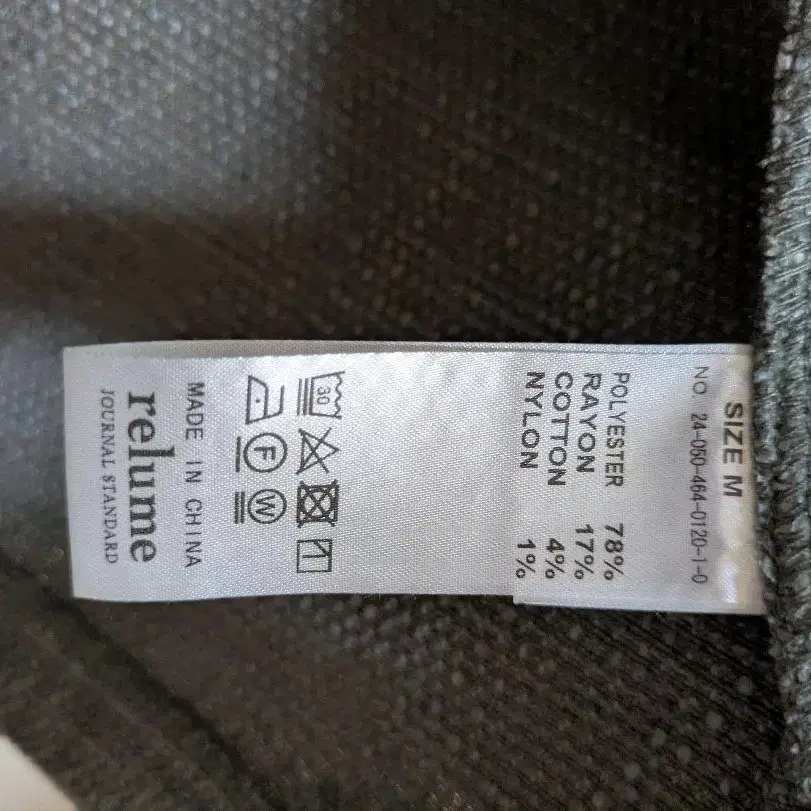 SIZE M
NO. 24-050-464-0120-1-0
POLYESTER 78%
RAYON 17%
COTTON 4%
NYLON 1%
30
F W
MADE IN CHINA
relume
JOURNAL STANDARD